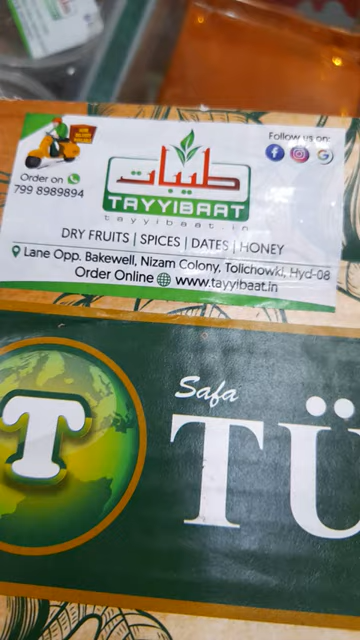 Follow us on:
Order on
799 8989894
طيبات
TAYYIBAAT
tayyibaat.in
DRY FRUITS | SPICES | DATES | HONEY
Lane Opp. Bakewell, Nizam Colony, Tolichowki, Hyd-08
Order Online www.tayyibaat.in
T
Safa
TÜ